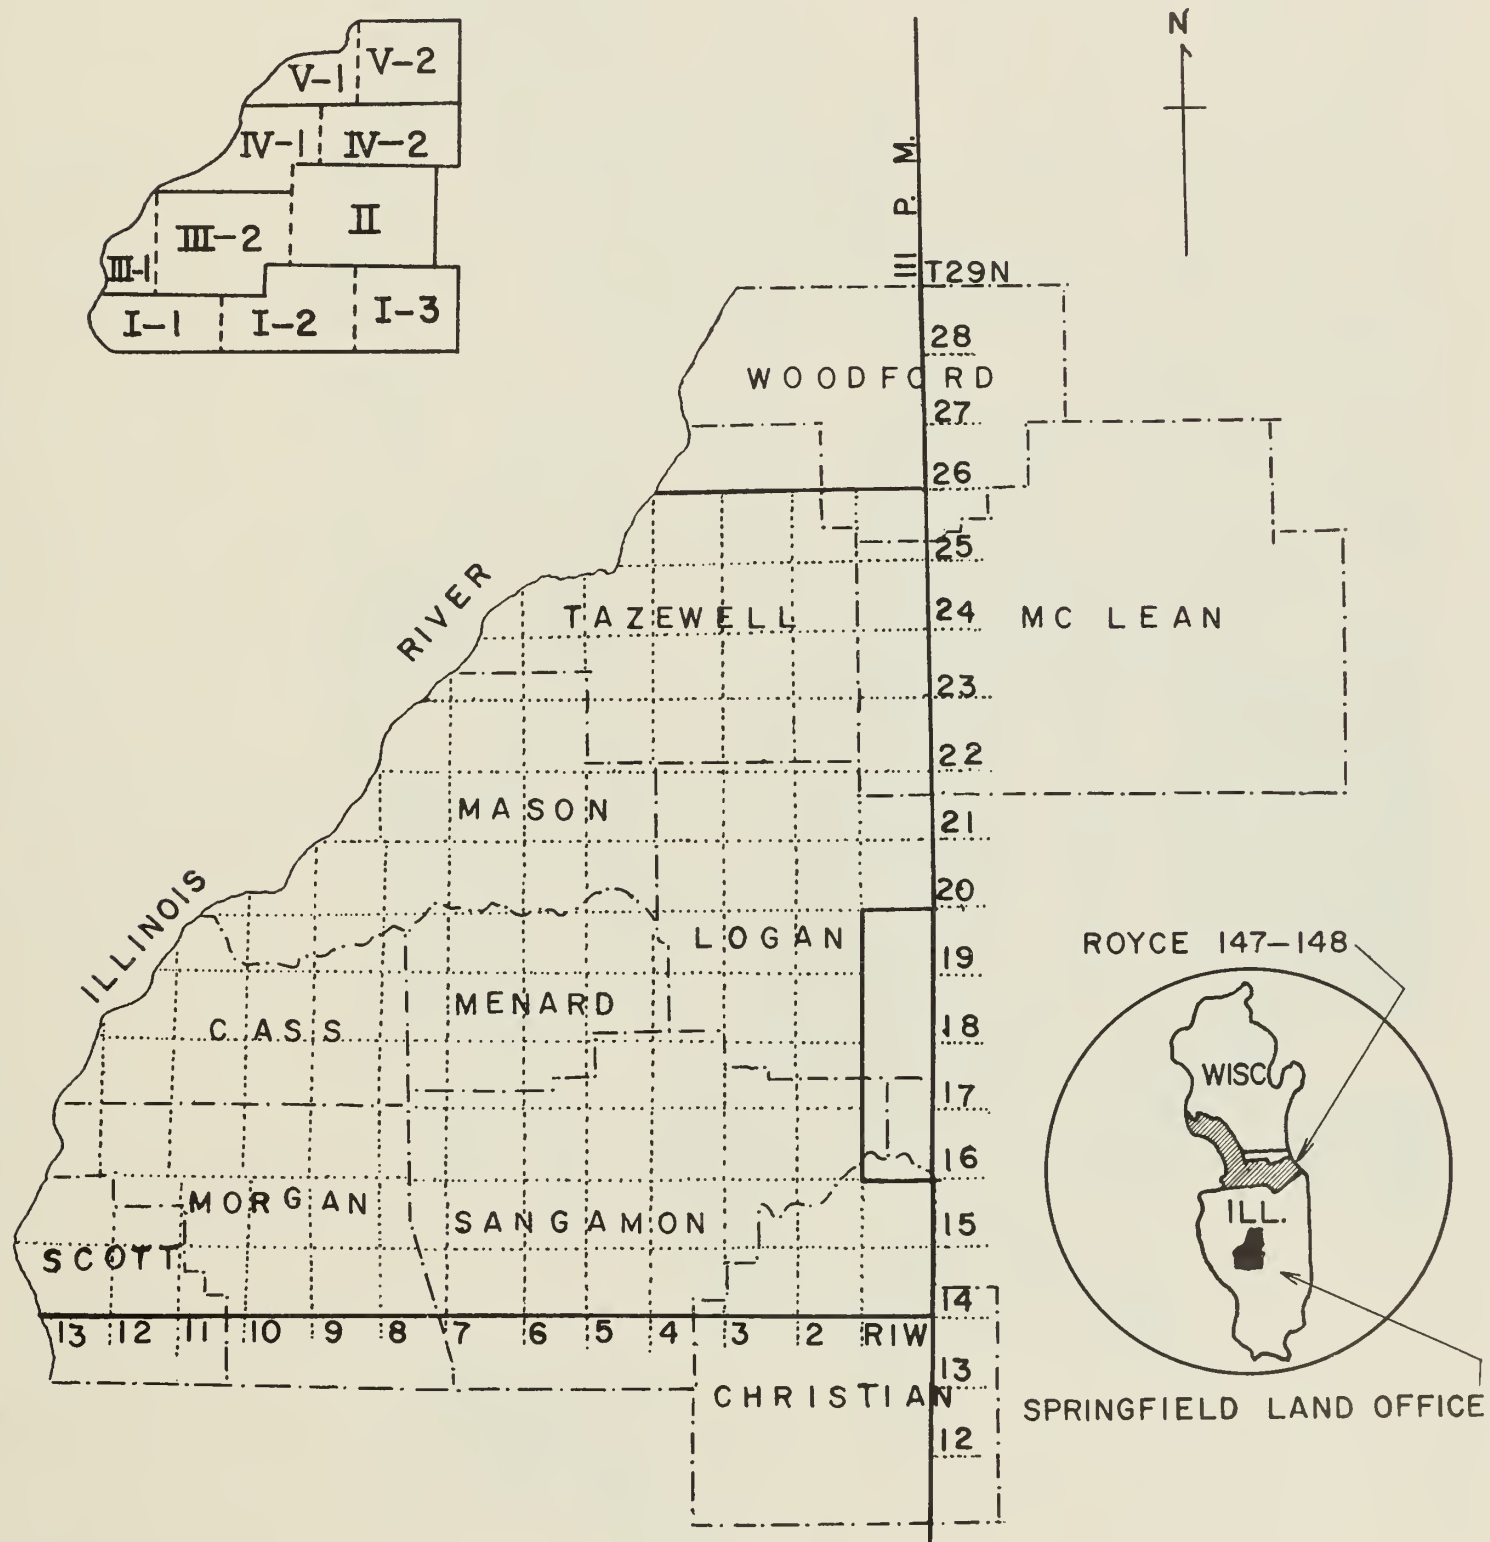 N
V-1 V-2
IV-1 IV-2
II
III-2
III-1
I-1 I-2 I-3
III P. M.
T29N
28
WOODFORD
27
26
25
RIVER
TAZEWELL
24
MC LEAN
23
22
MASON
21
20
ILLINOIS
LOGAN
19
ROYCE 147-148
MENARD
CASS
18
WISC
17
16
MORGAN
SANGAMON
15
ILL.
SCOTT
14
13 12 11 10 9 8 7 6 5 4 3 2 R1W
13
CHRISTIAN
SPRINGFIELD LAND OFFICE
12